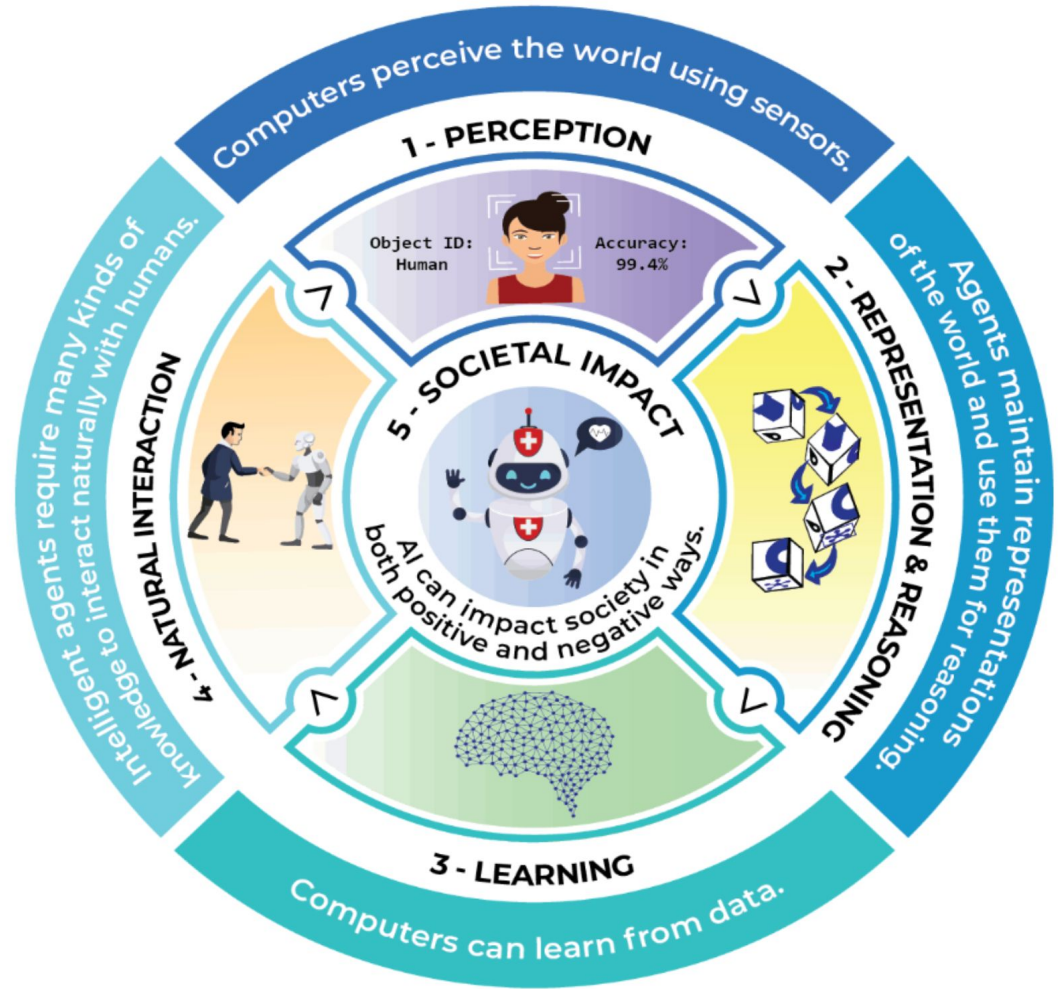 Computers perceive the world using sensors.
1 - PERCEPTION
Object ID:
Human
Accuracy:
99.4%
Agents maintain representations
of the world and use them for reasoning.
2 - REPRESENTATION & REASONING
3 - LEARNING
Computers can learn from data.
Intelligent agents require many kinds of
knowledge to interact naturally with humans.
4 - NATURAL INTERACTION
5 - SOCIETAL IMPACT
AI can impact society in
both positive and negative ways.